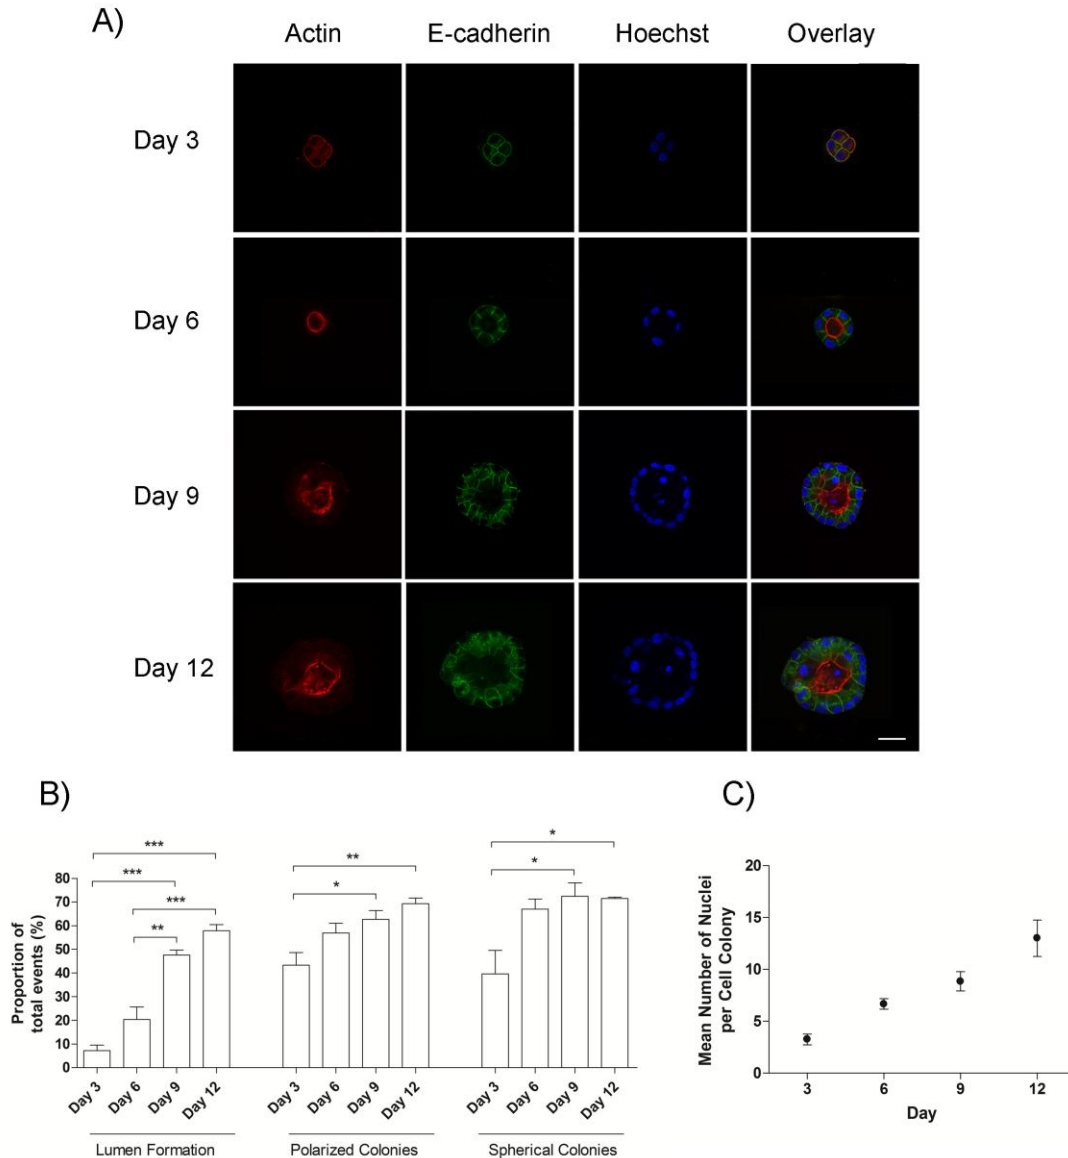 A)
Actin E-cadherin Hoechst Overlay
Day 3
Day 6
Day 9
Day 12
B)
Proportion of
total events (%)
80
70
60
50
40
30
20
10
0
***
***
***
**
**
*
*
*
Day 3 Day 6 Day 9 Day 12 Day 3 Day 6 Day 9 Day 12 Day 3 Day 6 Day 9 Day 12
Lumen Formation Polarized Colonies Spherical Colonies
C)
Mean Number of Nuclei
per Cell Colony
20
15
10
5
0
3 6 9 12
Day